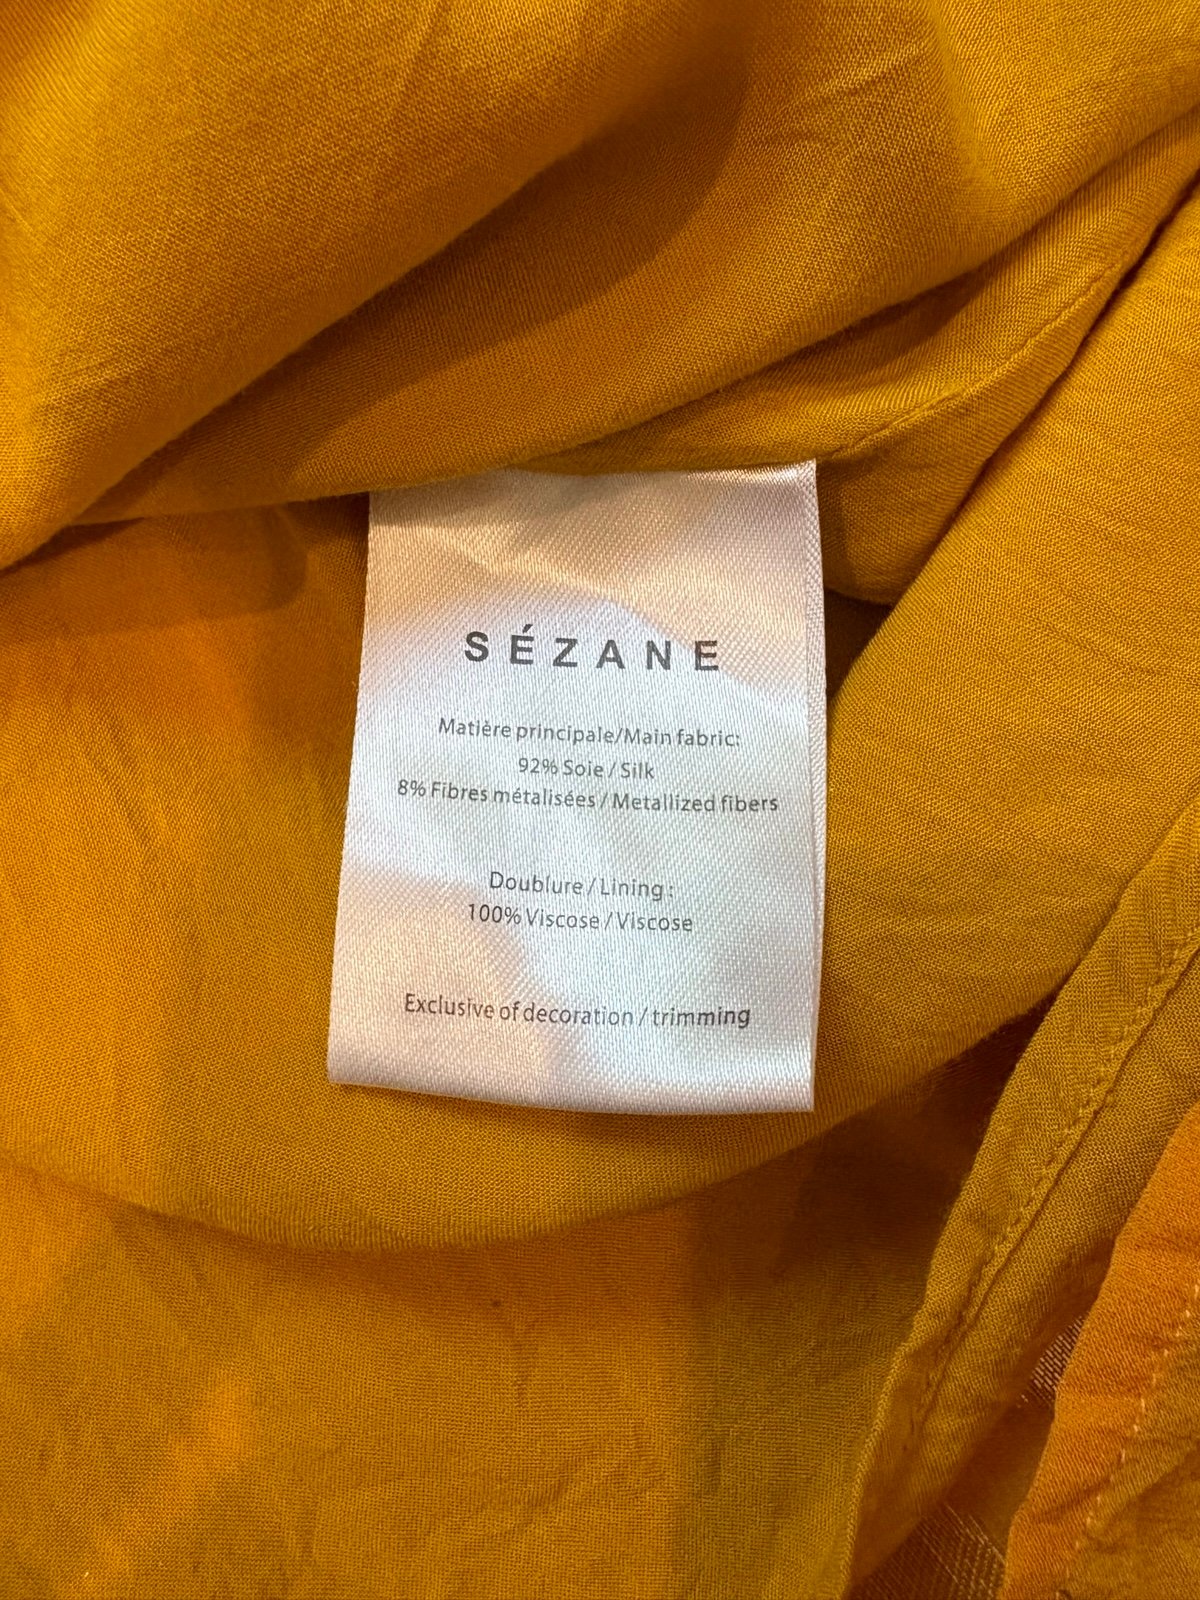 SÉZANE
Matière principale/Main fabric:
92% Soie / Silk
8% Fibres métalisées / Metallized fibers
Doublure / Lining :
100% Viscose / Viscose
Exclusive of decoration / trimming